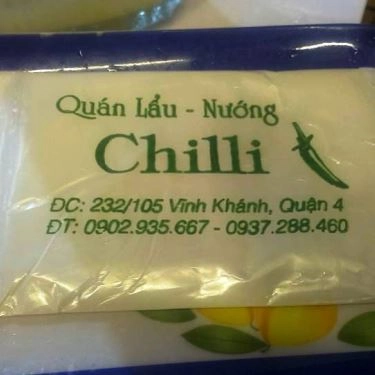 Quán Lẩu - Nướng
Chilli
ĐC: 232/105 Vĩnh Khánh, Quận 4
ĐT: 0902.935.667 - 0937.288.460